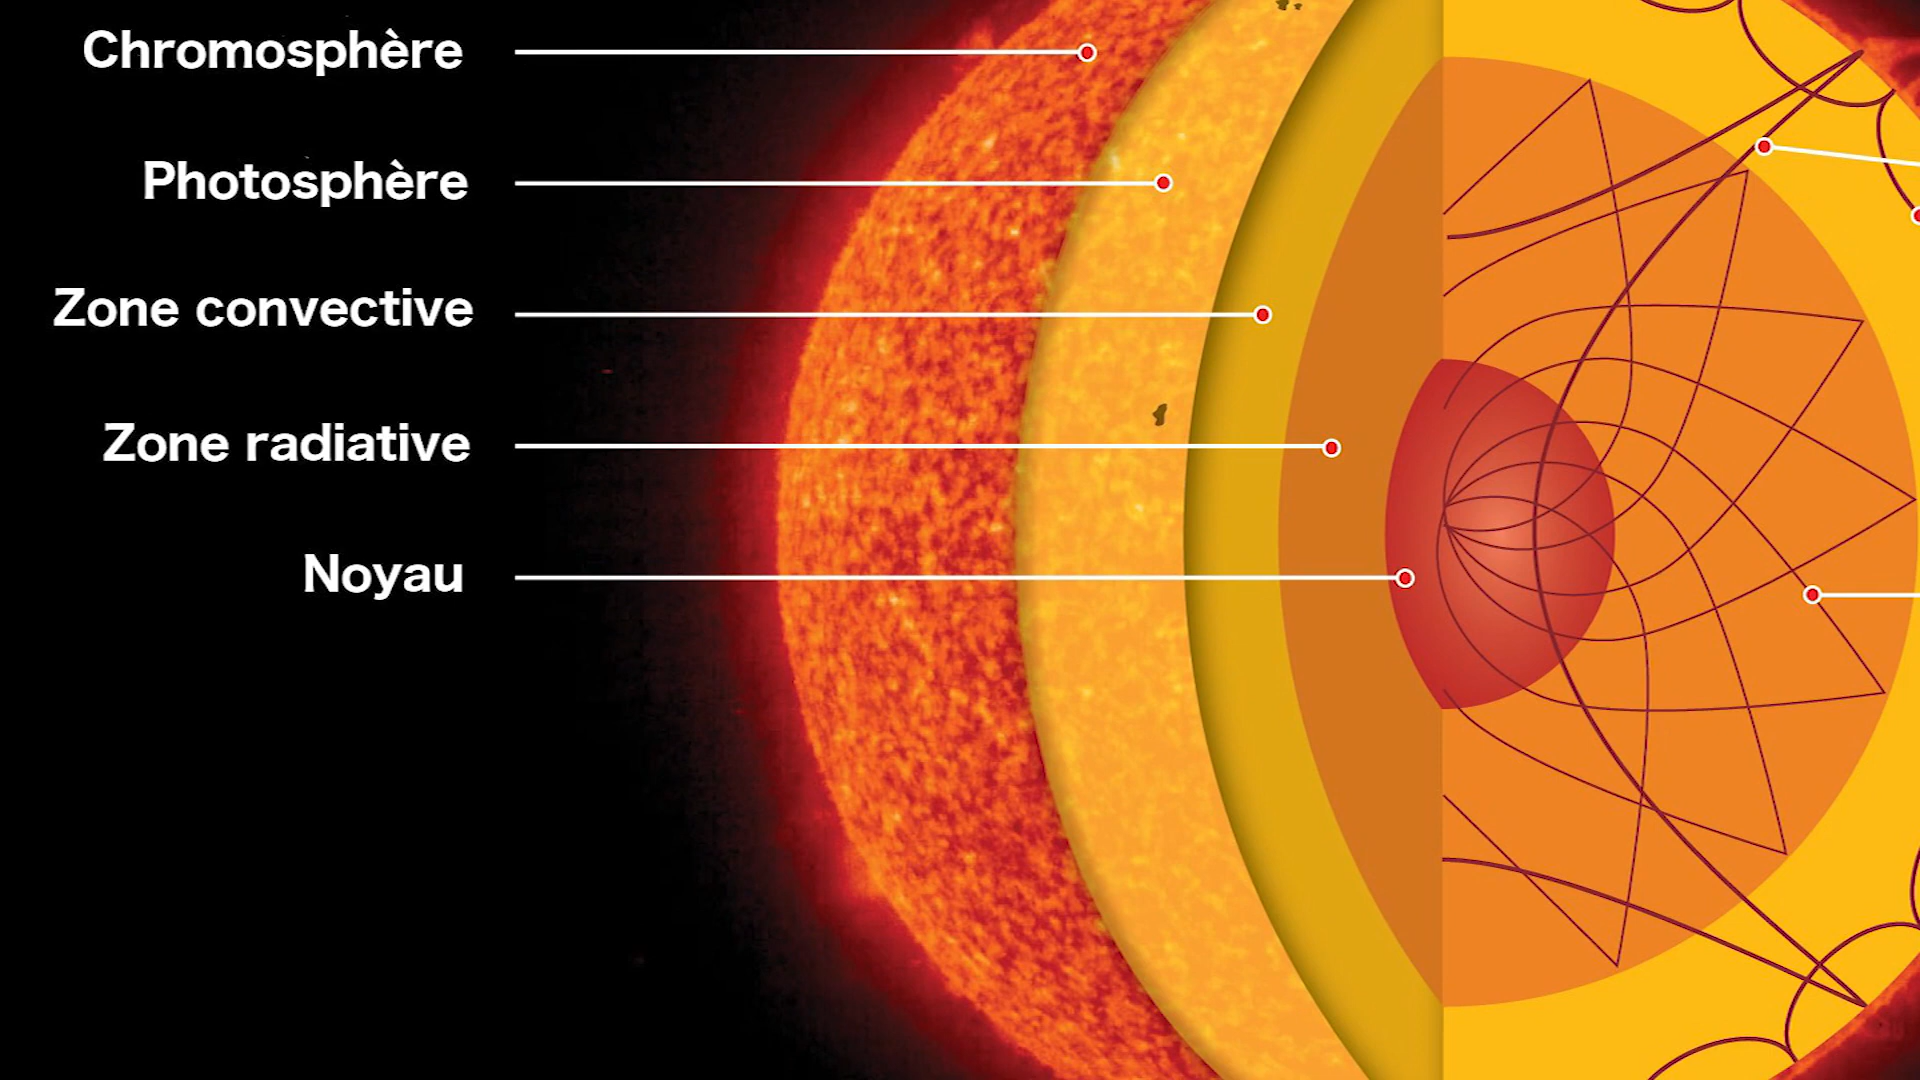 Chromosphère
Photosphère
Zone convective
Zone radiative
Noyau